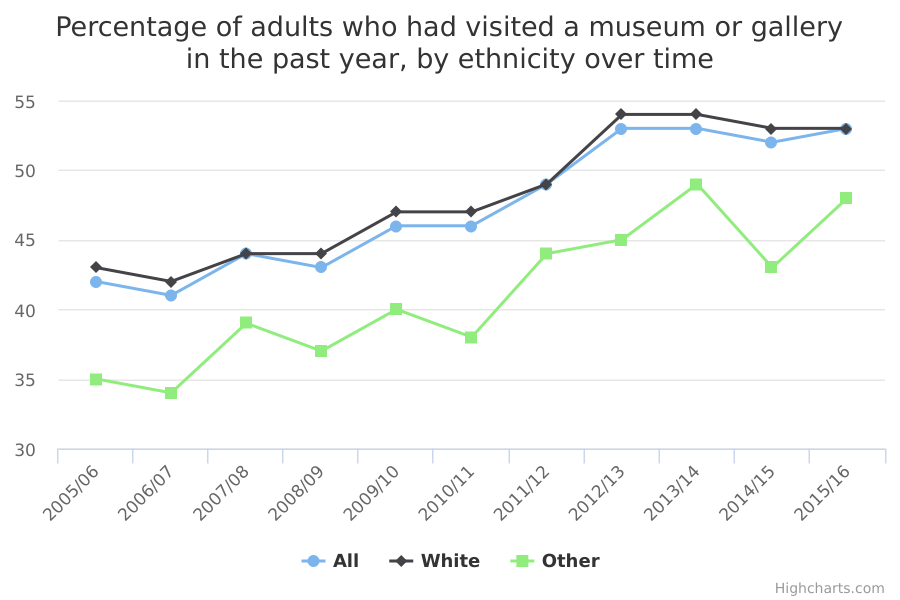 Percentage of adults who had visited a museum or gallery
in the past year, by ethnicity over time
55
50
45
40
35
30
2005/06
2006/07
2007/08
2008/09
2009/10
2010/11
2011/12
2012/13
2013/14
2014/15
2015/16
All
White
Other
Highcharts.com